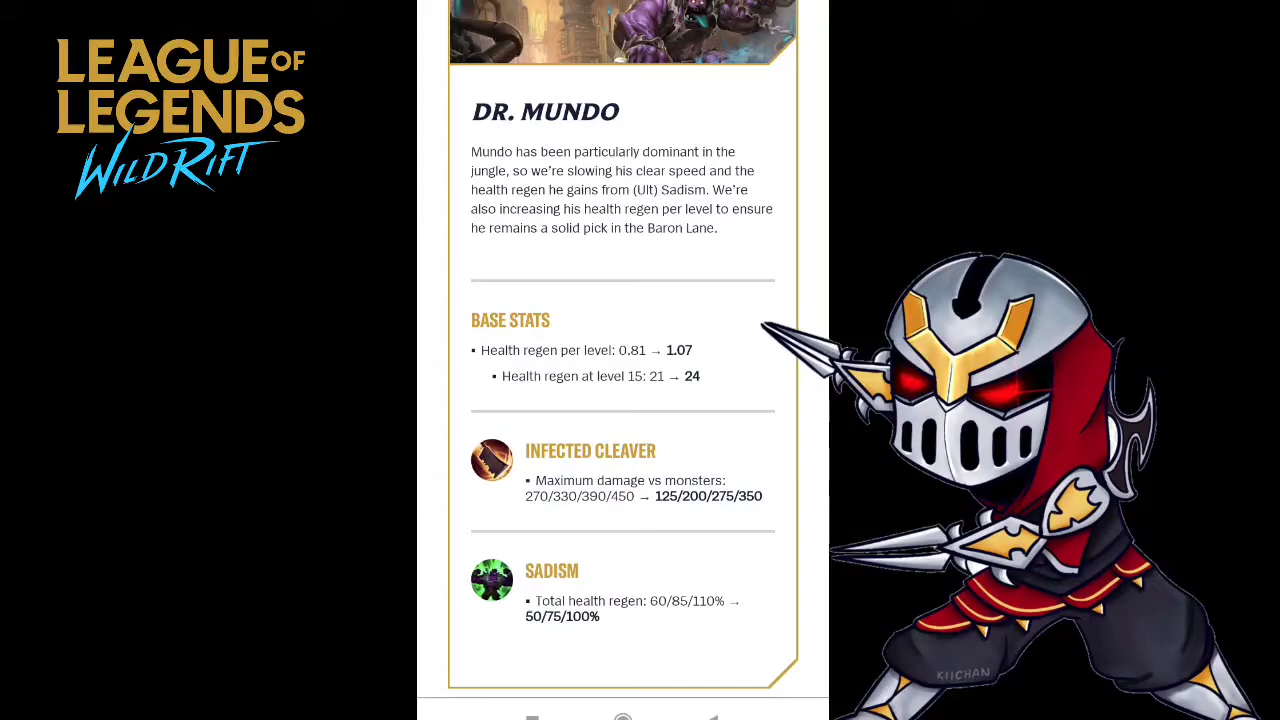 LEAGUE OF
LEGENDS
WILD RIFT
DR. MUNDO
Mundo has been particularly dominant in the
jungle, so we’re slowing his clear speed and the
health regen he gains from (Ult) Sadism. We’re
also increasing his health regen per level to ensure
he remains a solid pick in the Baron Lane.
BASE STATS
▪ Health regen per level: 0.81 → 1.07
▪ Health regen at level 15: 21 → 24
INFECTED CLEAVER
▪ Maximum damage vs monsters:
270/330/390/450 → 125/200/275/350
SADISM
▪ Total health regen: 60/85/110% →
50/75/100%
KIICHAN